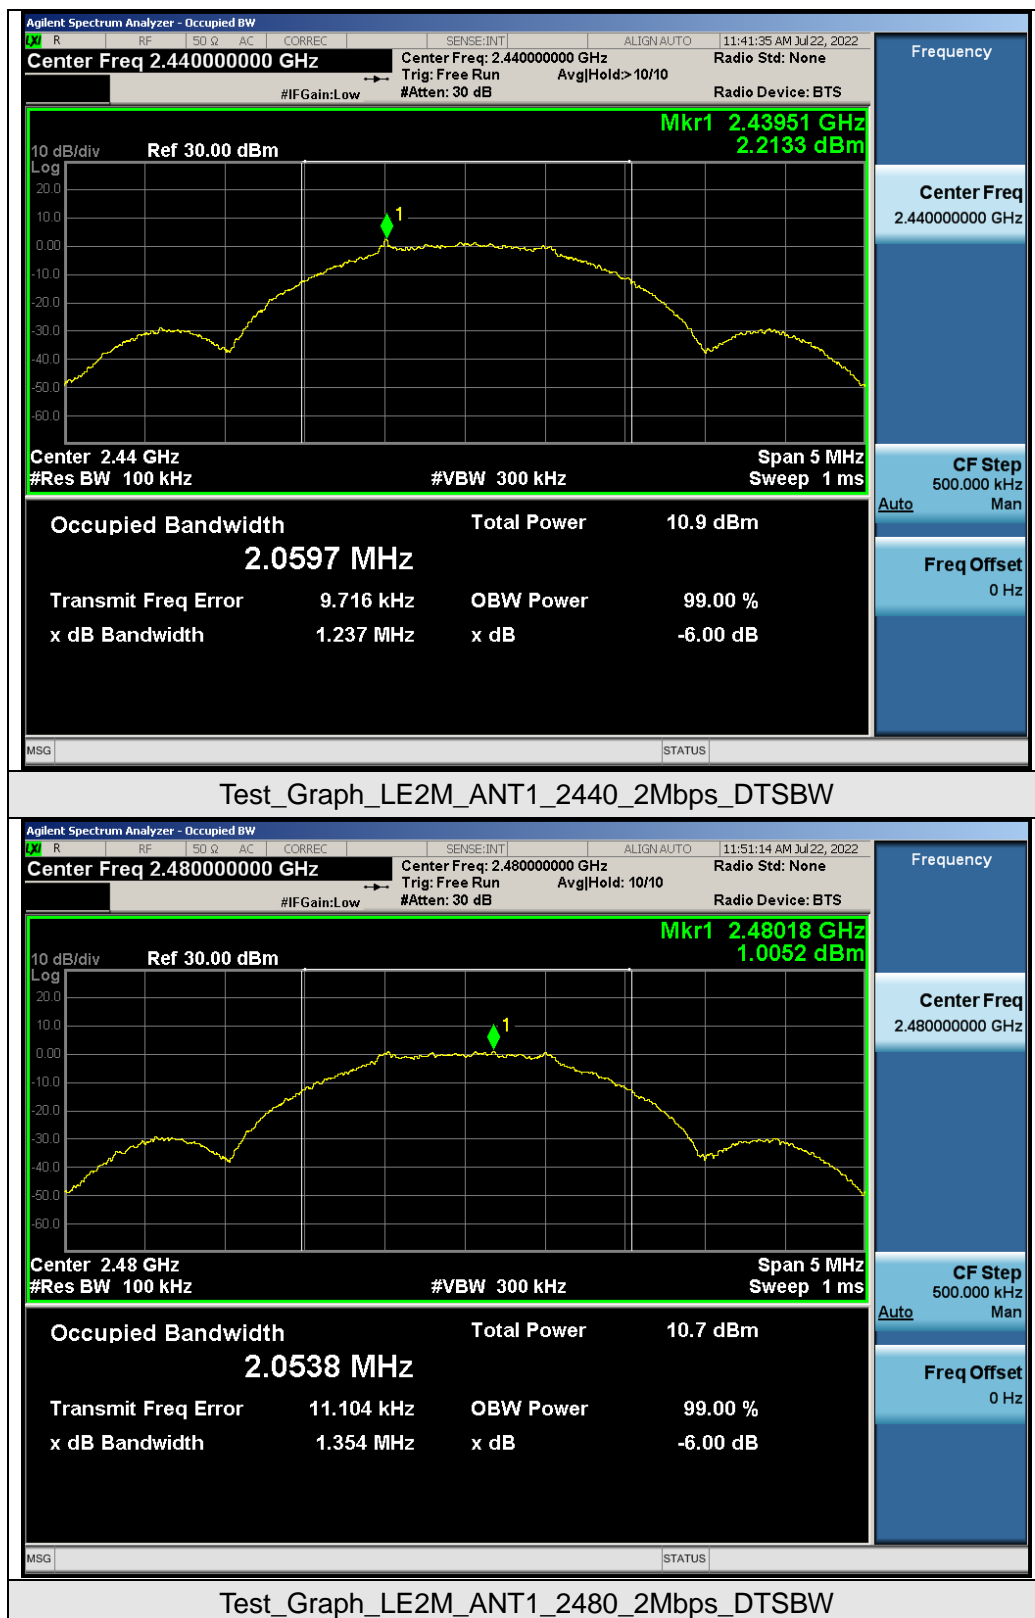 Agilent Spectrum Analyzer - Occupied BW
LXI R RF 50 Ω AC CORREC SENSE:INT ALIGN AUTO 11:41:35 AM Jul 22, 2022
Center Freq 2.440000000 GHz Center Freq: 2.440000000 GHz Radio Std: None Frequency
Trig: Free Run Avg|Hold:> 10/10
#IFGain:Low #Atten: 30 dB Radio Device: BTS
Mkr1 2.43951 GHz
10 dB/div Ref 30.00 dBm 2.2133 dBm
Log
20.0
10.0
0.00
-10.0
-20.0
-30.0
-40.0
-50.0
-60.0
1
Center Freq
2.440000000 GHz
Center 2.44 GHz Span 5 MHz
#Res BW 100 kHz #VBW 300 kHz Sweep 1 ms
CF Step
500.000 kHz
Auto Man
Occupied Bandwidth Total Power 10.9 dBm
2.0597 MHz
Freq Offset
0 Hz
Transmit Freq Error 9.716 kHz OBW Power 99.00 %
x dB Bandwidth 1.237 MHz x dB -6.00 dB
MSG STATUS
Test_Graph_LE2M_ANT1_2440_2Mbps_DTSBW
Agilent Spectrum Analyzer - Occupied BW
LXI R RF 50 Ω AC CORREC SENSE:INT ALIGN AUTO 11:51:14 AM Jul 22, 2022
Center Freq 2.480000000 GHz Center Freq: 2.480000000 GHz Radio Std: None Frequency
Trig: Free Run Avg|Hold: 10/10
#IFGain:Low #Atten: 30 dB Radio Device: BTS
Mkr1 2.48018 GHz
10 dB/div Ref 30.00 dBm 1.0052 dBm
Log
20.0
10.0
0.00
-10.0
-20.0
-30.0
-40.0
-50.0
-60.0
1
Center Freq
2.480000000 GHz
Center 2.48 GHz Span 5 MHz
#Res BW 100 kHz #VBW 300 kHz Sweep 1 ms
CF Step
500.000 kHz
Auto Man
Occupied Bandwidth Total Power 10.7 dBm
2.0538 MHz
Freq Offset
0 Hz
Transmit Freq Error 11.104 kHz OBW Power 99.00 %
x dB Bandwidth 1.354 MHz x dB -6.00 dB
MSG STATUS
Test_Graph_LE2M_ANT1_2480_2Mbps_DTSBW